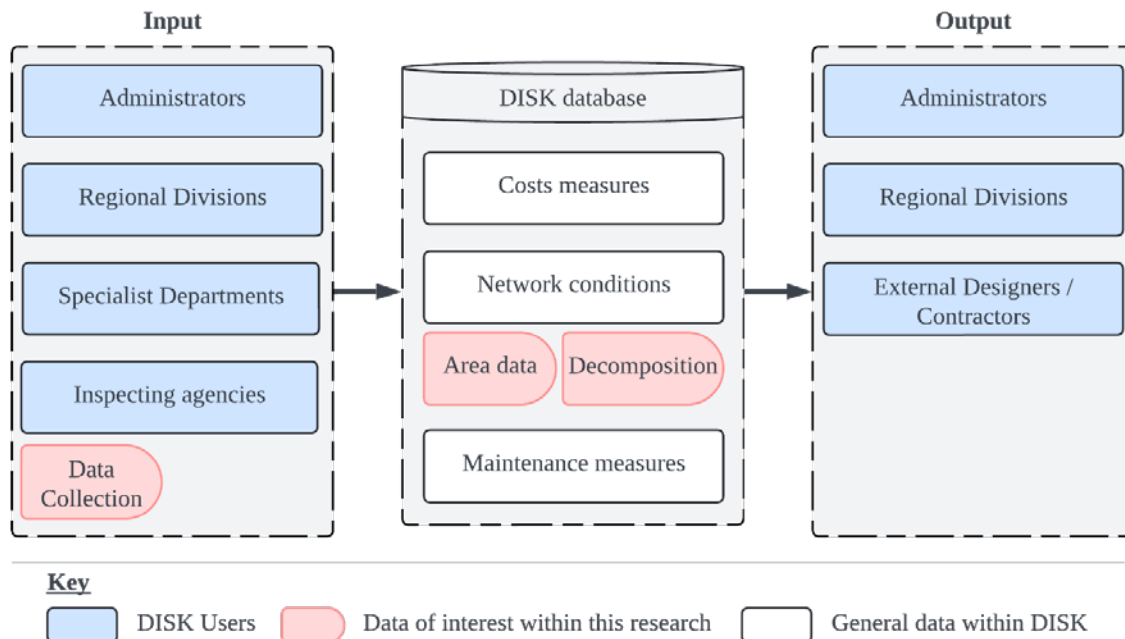 Input
Administrators
Regional Divisions
Specialist Departments
Inspecting agencies
Data
Collection
DISK database
Costs measures
Network conditions
Area data
Decomposition
Maintenance measures
Output
Administrators
Regional Divisions
External Designers /
Contractors
Key
DISK Users
Data of interest within this research
General data within DISK